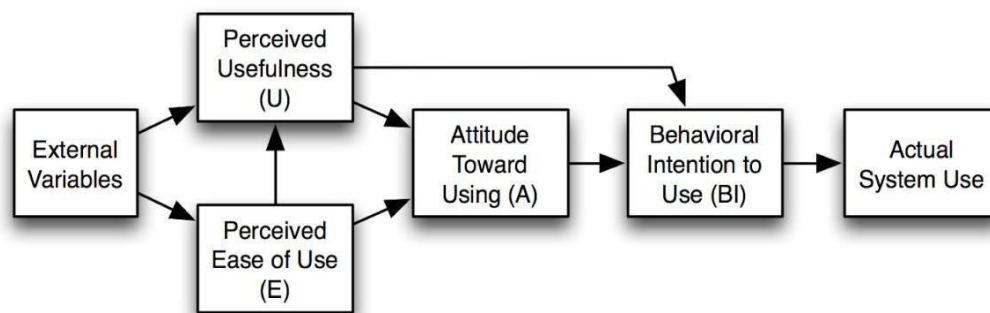 External
Variables
Perceived
Usefulness
(U)
Perceived
Ease of Use
(E)
Attitude
Toward
Using (A)
Behavioral
Intention to
Use (BI)
Actual
System Use